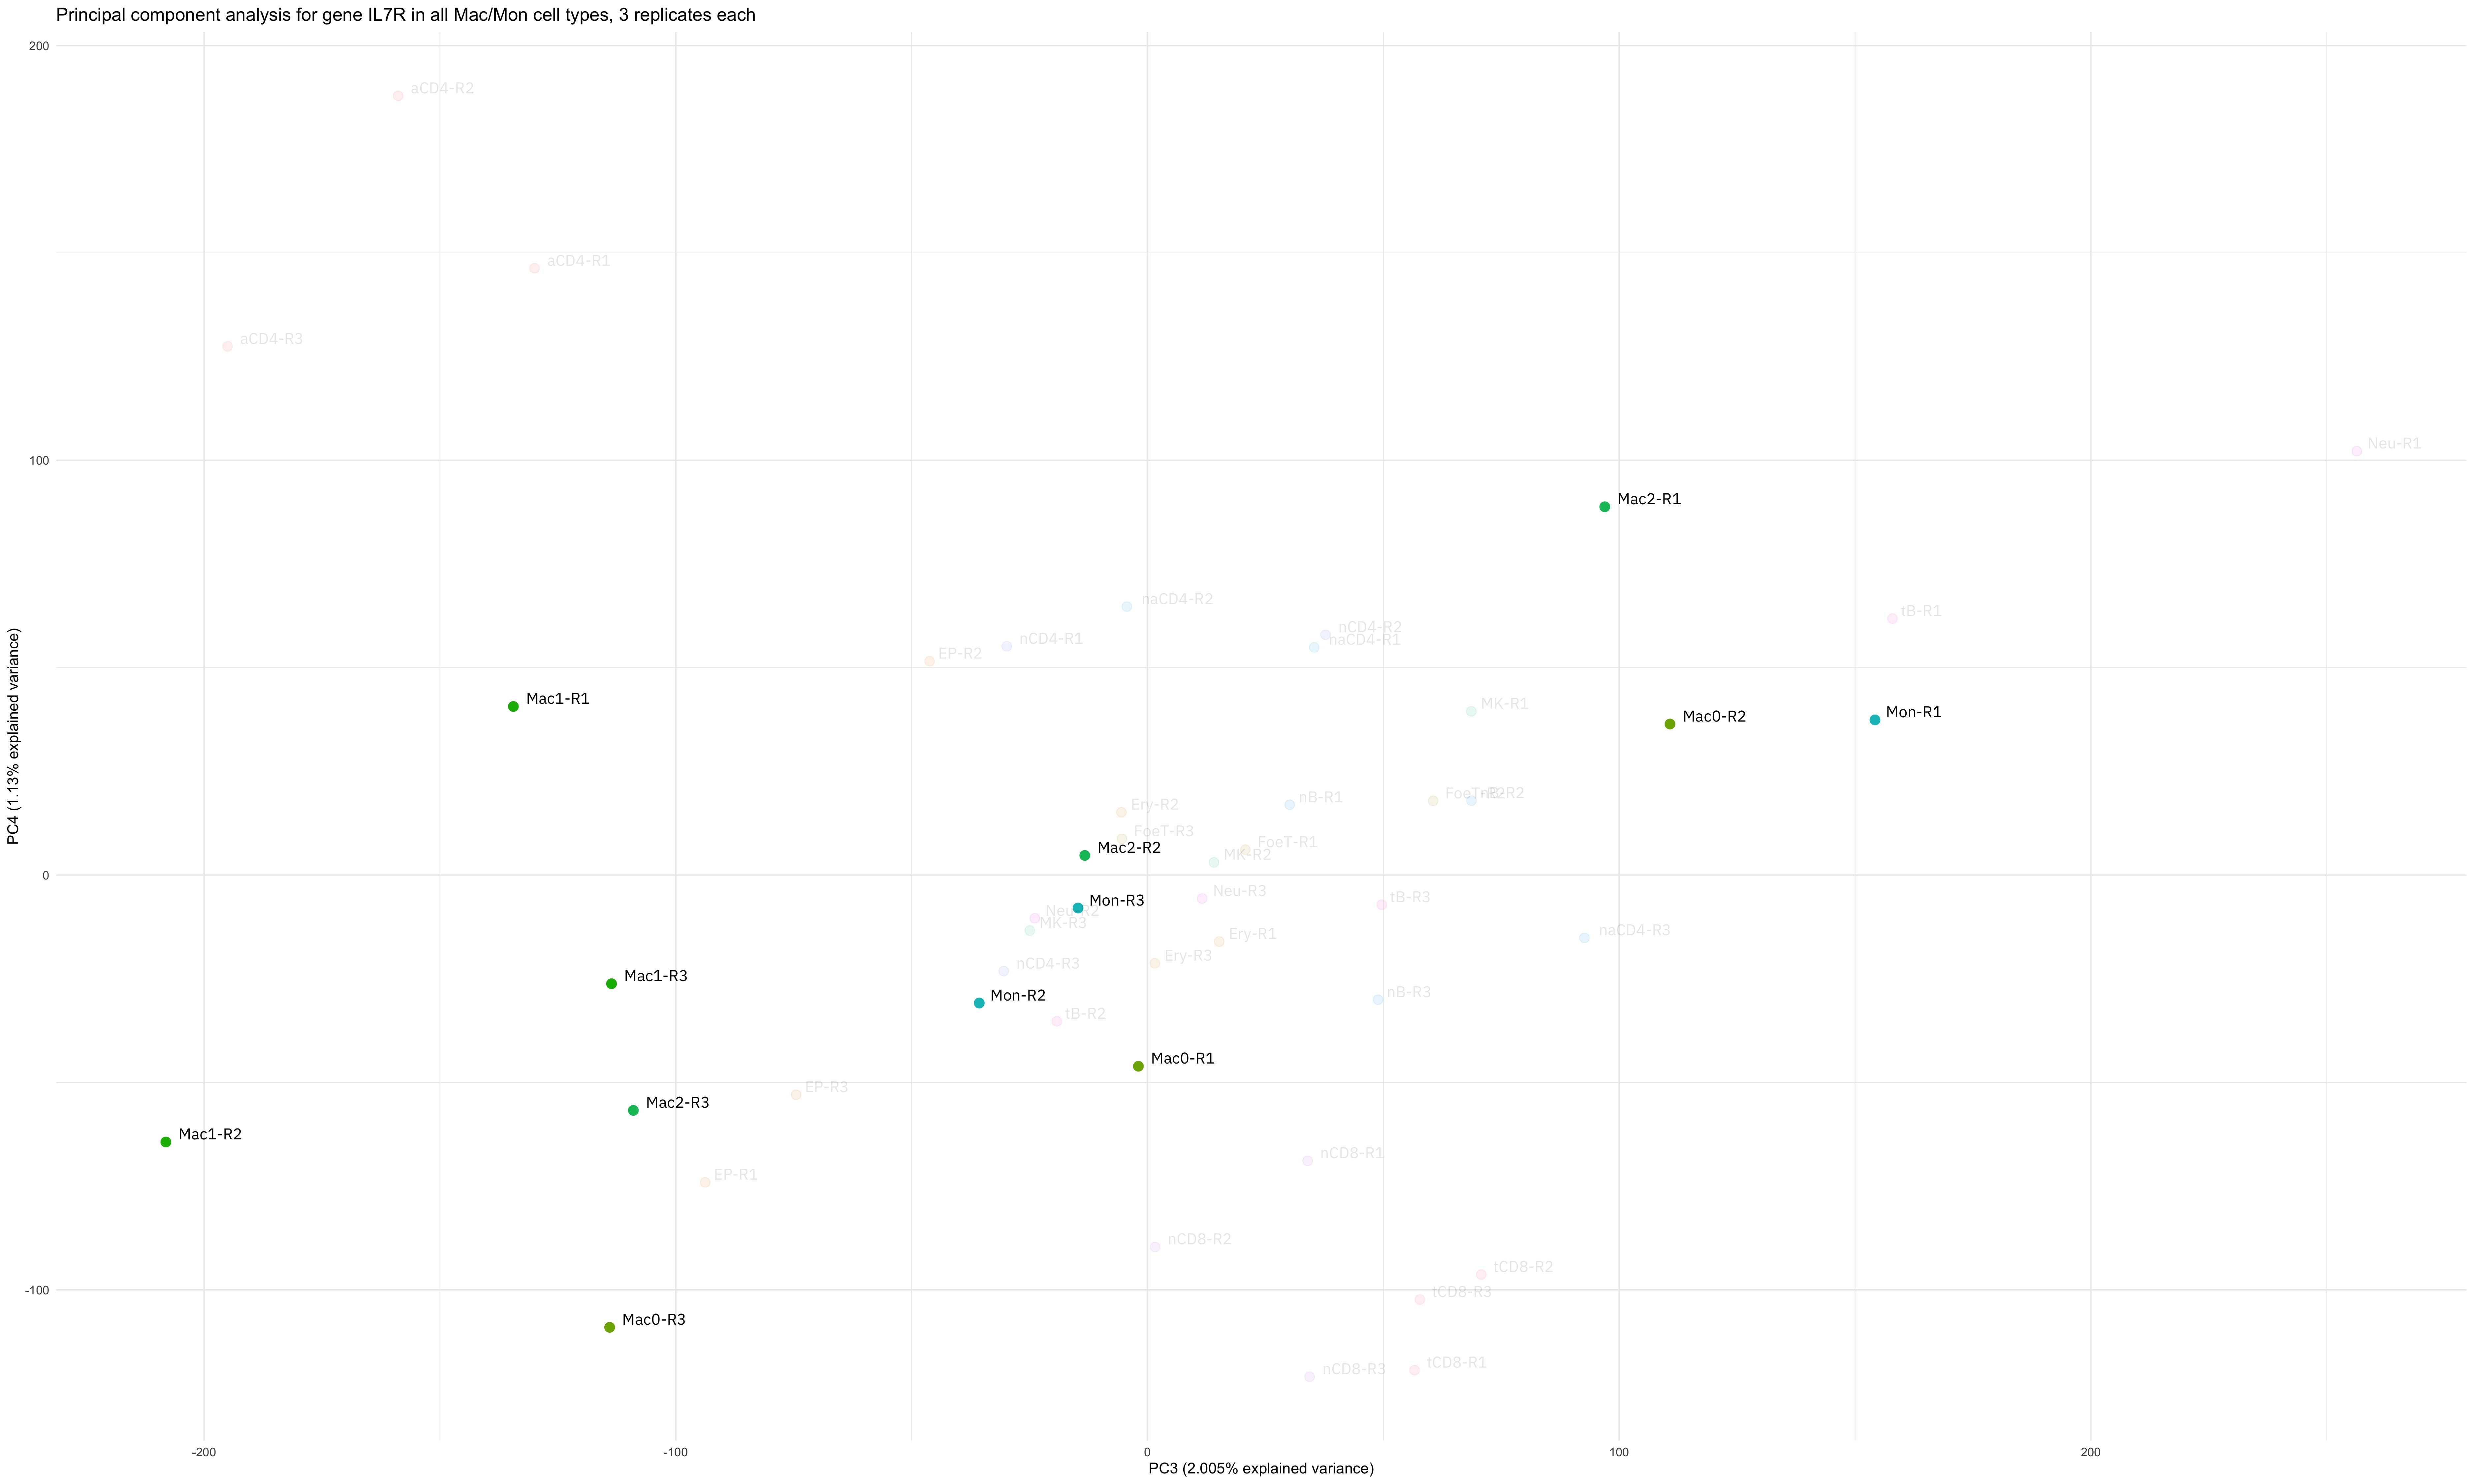 Principal component analysis for gene IL7R in all Mac/Mon cell types, 3 replicates each
200
aCD4-R2
aCD4-R1
aCD4-R3
100
Neu-R1
Mac2-R1
naCD4-R2
tB-R1
nCD4-R2
nCD4-R1
naCD4-R1
EP-R2
Mac1-R1
MK-R1
Mon-R1
Mac0-R2
nB-R1
FoeT-R2
nB-R2
Ery-R2
FoeT-R3
FoeT-R1
Mac2-R2
MK-R2
0
Neu-R3
tB-R3
Mon-R3
Neu-R2
MK-R3
naCD4-R3
Ery-R1
Ery-R3
nCD4-R3
Mac1-R3
nB-R3
Mon-R2
tB-R2
Mac0-R1
EP-R3
Mac2-R3
Mac1-R2
nCD8-R1
EP-R1
nCD8-R2
tCD8-R2
-100
tCD8-R3
Mac0-R3
tCD8-R1
nCD8-R3
-200
-100
0
100
200
PC3 (2.005% explained variance)
PC4 (1.13% explained variance)